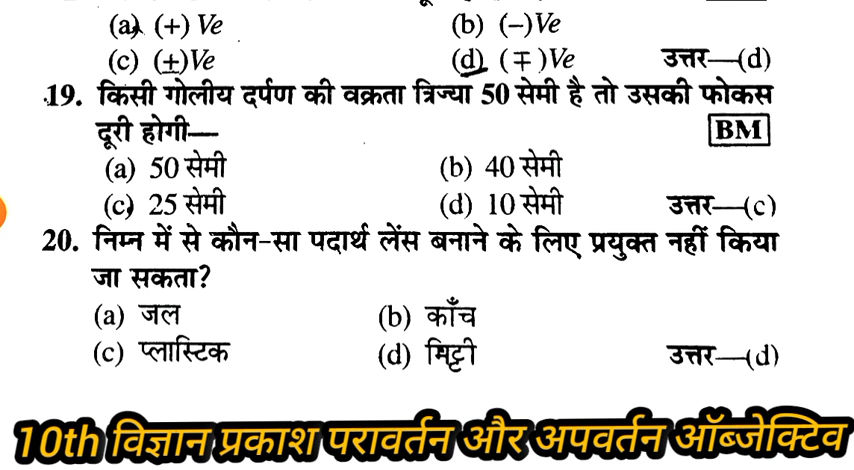 (a) (+) Ve (b) (–) Ve
(c) (±)Ve (d) (∓)Ve उत्तर—(d)
19. किसी गोलीय दर्पण की वक्रता त्रिज्या 50 सेमी है तो उसकी फोकस
दूरी होगी— BM
(a) 50 सेमी (b) 40 सेमी
(c) 25 सेमी (d) 10 सेमी उत्तर—(c)
20. निम्न में से कौन-सा पदार्थ लेंस बनाने के लिए प्रयुक्त नहीं किया
जा सकता?
(a) जल (b) काँच
(c) प्लास्टिक (d) मिट्टी उत्तर—(d)
10th विज्ञान प्रकाश परावर्तन और अपवर्तन ऑब्जेक्टिव